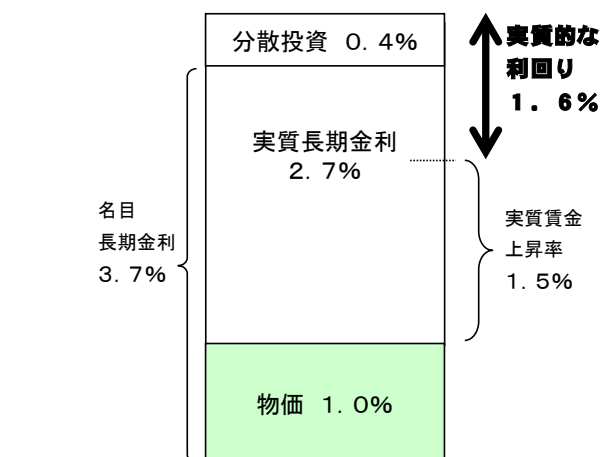 分散投資 ０．４％
実質的な
利回り
１．６％
実質長期金利
２．７％
名目
長期金利
３．７％
実質賃金
上昇率
１．５％
物価 １．０％